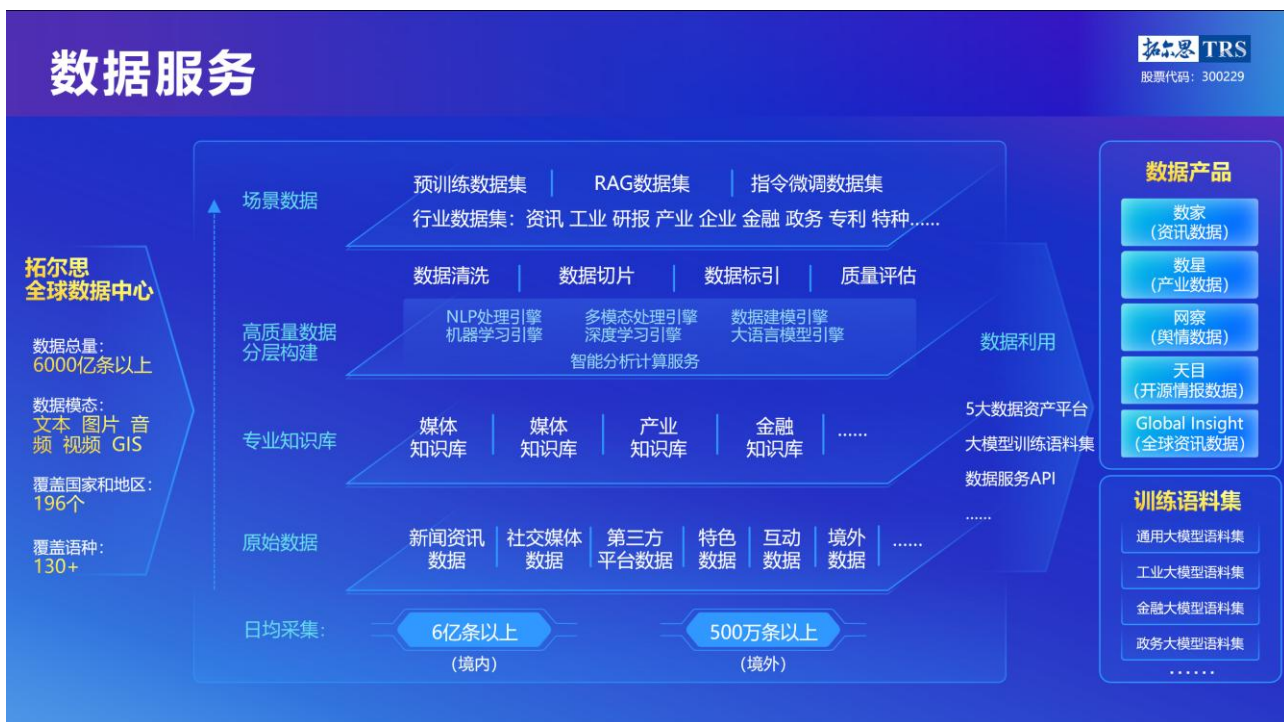 数据服务
拓尔思 TRS
股票代码：300229
拓尔思
全球数据中心
数据总量：
6000亿条以上
数据模态：
文本 图片 音
频 视频 GIS
覆盖国家和地区：
196个
覆盖语种：
130+
场景数据
预训练数据集 RAG数据集 指令微调数据集
行业数据集：资讯 工业 研报 产业 企业 金融 政务 专利 特种......
高质量数据
分层构建
数据清洗 数据切片 数据标引 质量评估
NLP处理引擎 多模态处理引擎 数据建模引擎
机器学习引擎 深度学习引擎 大语言模型引擎
智能分析计算服务
专业知识库
媒体 媒体 产业 金融 ......
知识库 知识库 知识库 知识库
原始数据
新闻资讯 社交媒体 第三方 特色 互动 境外 ......
数据 数据 平台数据 数据 数据 数据
日均采集:
6亿条以上 500万条以上
（境内） （境外）
数据利用
5大数据资产平台
大模型训练语料集
数据服务API
......
数据产品
数家
（资讯数据）
数星
（产业数据）
网察
（舆情数据）
天目
（开源情报数据）
Global Insight
（全球资讯数据）
训练语料集
通用大模型语料集
工业大模型语料集
金融大模型语料集
政务大模型语料集
......